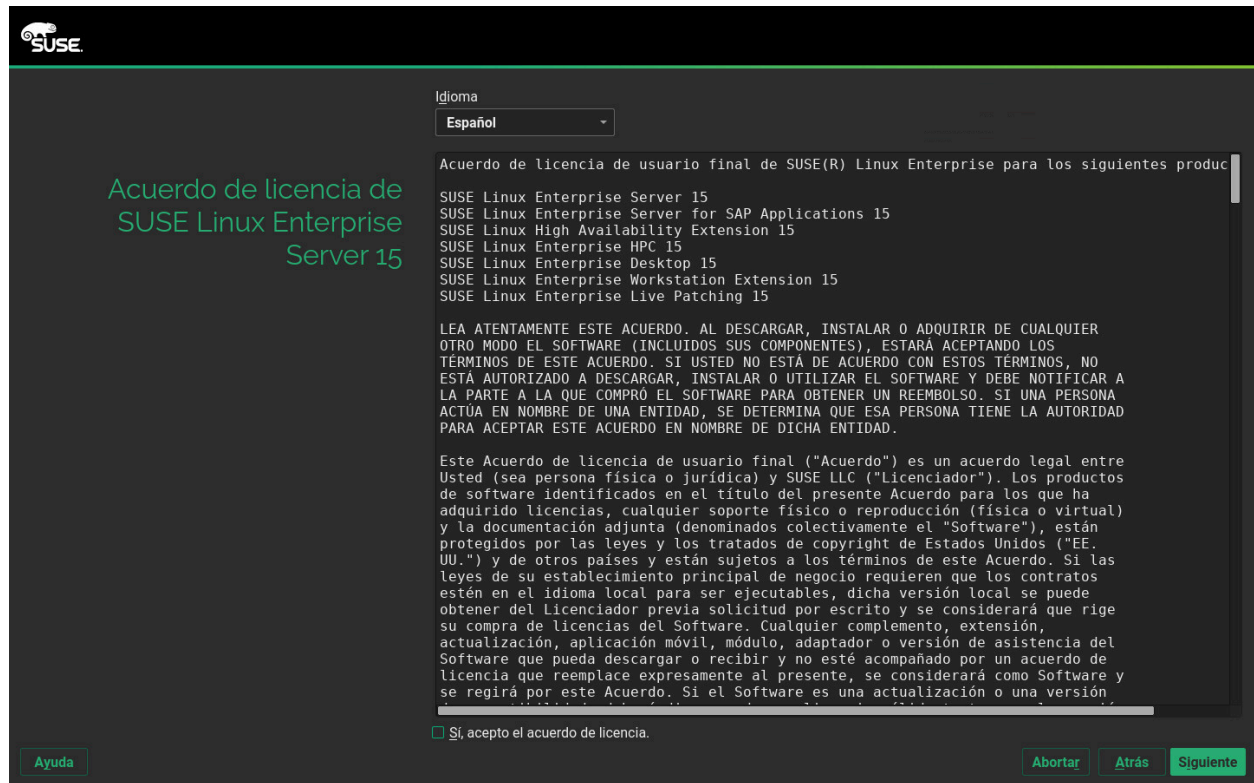 SUSE.
Idioma
Español
Acuerdo de licencia de
SUSE Linux Enterprise
Server 15
Acuerdo de licencia de usuario final de SUSE(R) Linux Enterprise para los siguientes produc
SUSE Linux Enterprise Server 15
SUSE Linux Enterprise Server for SAP Applications 15
SUSE Linux High Availability Extension 15
SUSE Linux Enterprise HPC 15
SUSE Linux Enterprise Desktop 15
SUSE Linux Enterprise Workstation Extension 15
SUSE Linux Enterprise Live Patching 15
LEA ATENTAMENTE ESTE ACUERDO. AL DESCARGAR, INSTALAR O ADQUIRIR DE CUALQUIER
OTRO MODO EL SOFTWARE (INCLUIDOS SUS COMPONENTES), ESTARÁ ACEPTANDO LOS
TÉRMINOS DE ESTE ACUERDO. SI USTED NO ESTÁ DE ACUERDO CON ESTOS TÉRMINOS, NO
ESTÁ AUTORIZADO A DESCARGAR, INSTALAR O UTILIZAR EL SOFTWARE Y DEBE NOTIFICAR A
LA PARTE A LA QUE COMPRÓ EL SOFTWARE PARA OBTENER UN REEMBOLSO. SI UNA PERSONA
ACTÚA EN NOMBRE DE UNA ENTIDAD, SE DETERMINA QUE ESA PERSONA TIENE LA AUTORIDAD
PARA ACEPTAR ESTE ACUERDO EN NOMBRE DE DICHA ENTIDAD.
Este Acuerdo de licencia de usuario final ("Acuerdo") es un acuerdo legal entre
Usted (sea persona física o jurídica) y SUSE LLC ("Licenciador"). Los productos
de software identificados en el título del presente Acuerdo para los que ha
adquirido licencias, cualquier soporte físico o reproducción (física o virtual)
y la documentación adjunta (denominados colectivamente el "Software"), están
protegidos por las leyes y los tratados de copyright de Estados Unidos ("EE.
UU.") y de otros países y están sujetos a los términos de este Acuerdo. Si las
leyes de su establecimiento principal de negocio requieren que los contratos
estén en el idioma local para ser ejecutables, dicha versión local se puede
obtener del Licenciador previa solicitud por escrito y se considerará que rige
su compra de licencias del Software. Cualquier complemento, extensión,
actualización, aplicación móvil, módulo, adaptador o versión de asistencia del
Software que pueda descargar o recibir y no esté acompañado por un acuerdo de
licencia que reemplace expresamente al presente, se considerará como Software y
se regirá por este Acuerdo. Si el Software es una actualización o una versión
Sí, acepto el acuerdo de licencia.
Ayuda
Abortar
Atrás
Siguiente